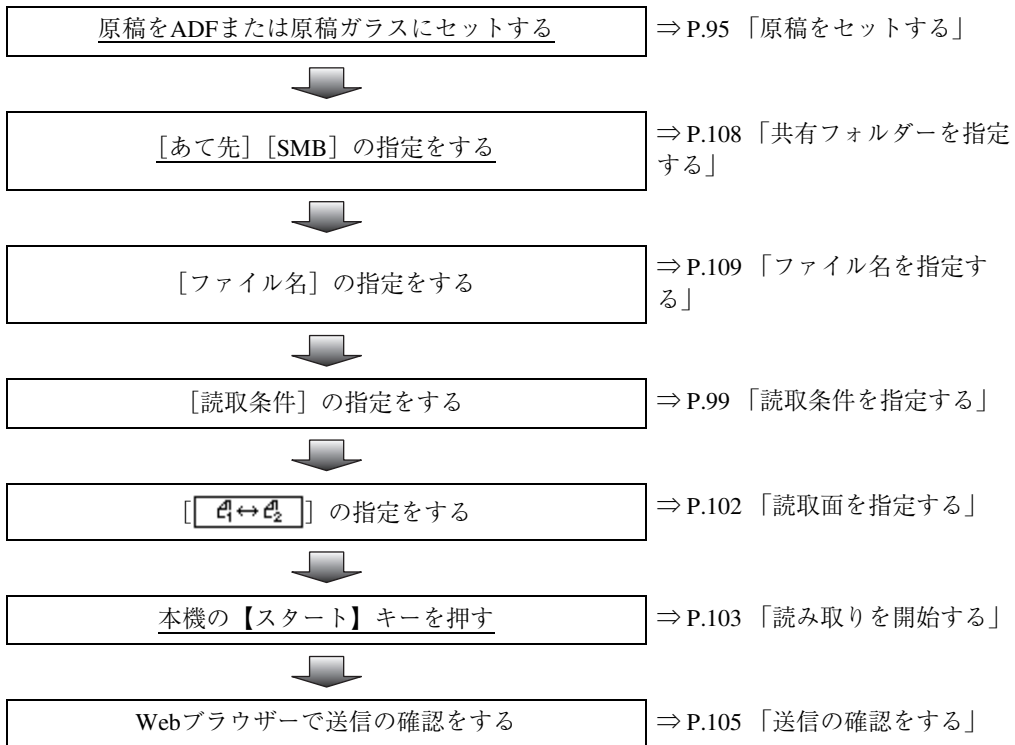 原稿をADFまたは原稿ガラスにセットする
⇒ P.95 「原稿をセットする」
［あて先］［SMB］の指定をする
⇒ P.108 「共有フォルダーを指定
する」
［ファイル名］の指定をする
⇒ P.109 「ファイル名を指定す
る」
［読取条件］の指定をする
⇒ P.99 「読取条件を指定する」
［1↔2］の指定をする
⇒ P.102 「読取面を指定する」
本機の【スタート】キーを押す
⇒ P.103 「読み取りを開始する」
Webブラウザーで送信の確認をする
⇒ P.105 「送信の確認をする」